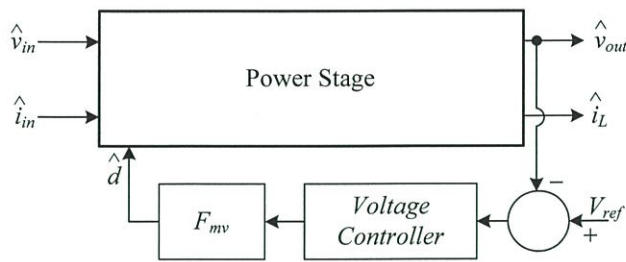 v̂in
v̂out
Power Stage
îin
îL
d̂
−
Fmv
Voltage
Controller
Vref
+